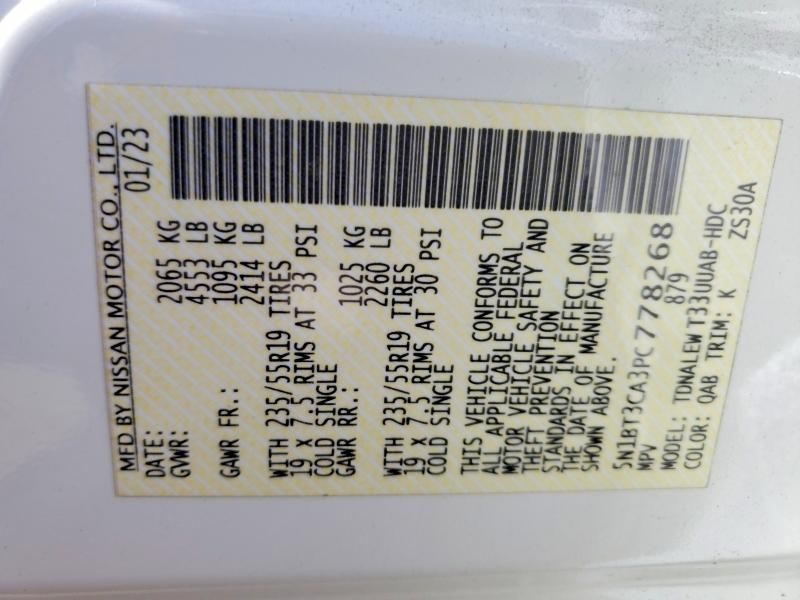 MFD BY NISSAN MOTOR CO., LTD.
DATE: 01/23
GVWR: 2065 KG
4553 LB
GAWR FR.: 1095 KG
2414 LB
WITH 235/55R19 TIRES
19 X 7.5 RIMS AT 33 PSI
COLD SINGLE
GAWR RR.: 1025 KG
2260 LB
WITH 235/55R19 TIRES
19 X 7.5 RIMS AT 30 PSI
COLD SINGLE
THIS VEHICLE CONFORMS TO
ALL APPLICABLE FEDERAL
MOTOR VEHICLE SAFETY AND
THEFT PREVENTION
STANDARDS IN EFFECT ON
THE DATE OF MANUFACTURE
SHOWN ABOVE.
5N1BT3CA3PC778268
MPV 879
MODEL: TDNALEW T33UUAB-HDC
COLOR: QAB TRIM: K ZS30A